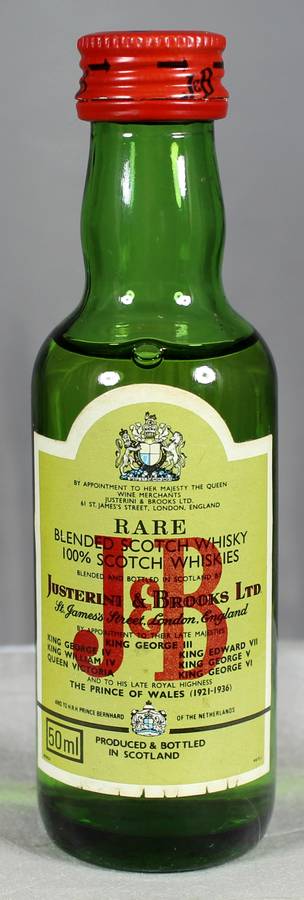 J&B
BY APPOINTMENT TO HER MAJESTY THE QUEEN
WINE MERCHANTS
JUSTERINI & BROOKS LTD.
61 ST. JAMES'S STREET, LONDON, ENGLAND
RARE
BLENDED SCOTCH WHISKY
100% SCOTCH WHISKIES
BLENDED AND BOTTLED IN SCOTLAND BY
J&B
JUSTERINI & BROOKS LTD
St. James's Street, London, England
BY APPOINTMENT TO THEIR LATE MAJESTIES
KING GEORGE III
KING GEORGE IV KING EDWARD VII
KING WILLIAM IV KING GEORGE V
QUEEN VICTORIA KING GEORGE VI
AND TO HIS LATE ROYAL HIGHNESS
THE PRINCE OF WALES (1921-1936)
AND TO H.R.H. PRINCE BERNHARD OF THE NETHERLANDS
50ml
PRODUCED & BOTTLED
IN SCOTLAND